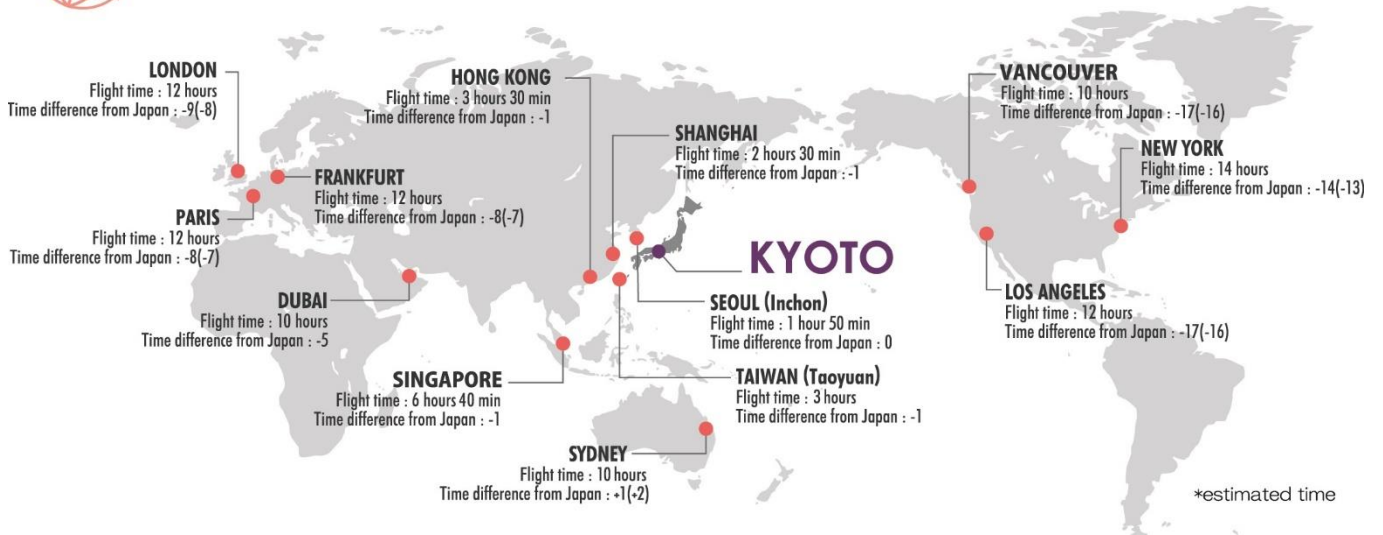 LONDON
Flight time : 12 hours
Time difference from Japan : -9(-8)
HONG KONG
Flight time : 3 hours 30 min
Time difference from Japan : -1
VANCOUVER
Flight time : 10 hours
Time difference from Japan : -17(-16)
SHANGHAI
Flight time : 2 hours 30 min
Time difference from Japan : -1
NEW YORK
Flight time : 14 hours
Time difference from Japan : -14(-13)
FRANKFURT
Flight time : 12 hours
Time difference from Japan : -8(-7)
PARIS
Flight time : 12 hours
Time difference from Japan : -8(-7)
KYOTO
DUBAI
Flight time : 10 hours
Time difference from Japan : -5
SEOUL (Inchon)
Flight time : 1 hour 50 min
Time difference from Japan : 0
LOS ANGELES
Flight time : 12 hours
Time difference from Japan : -17(-16)
SINGAPORE
Flight time : 6 hours 40 min
Time difference from Japan : -1
TAIWAN (Taoyuan)
Flight time : 3 hours
Time difference from Japan : -1
SYDNEY
Flight time : 10 hours
Time difference from Japan : +1(+2)
*estimated time